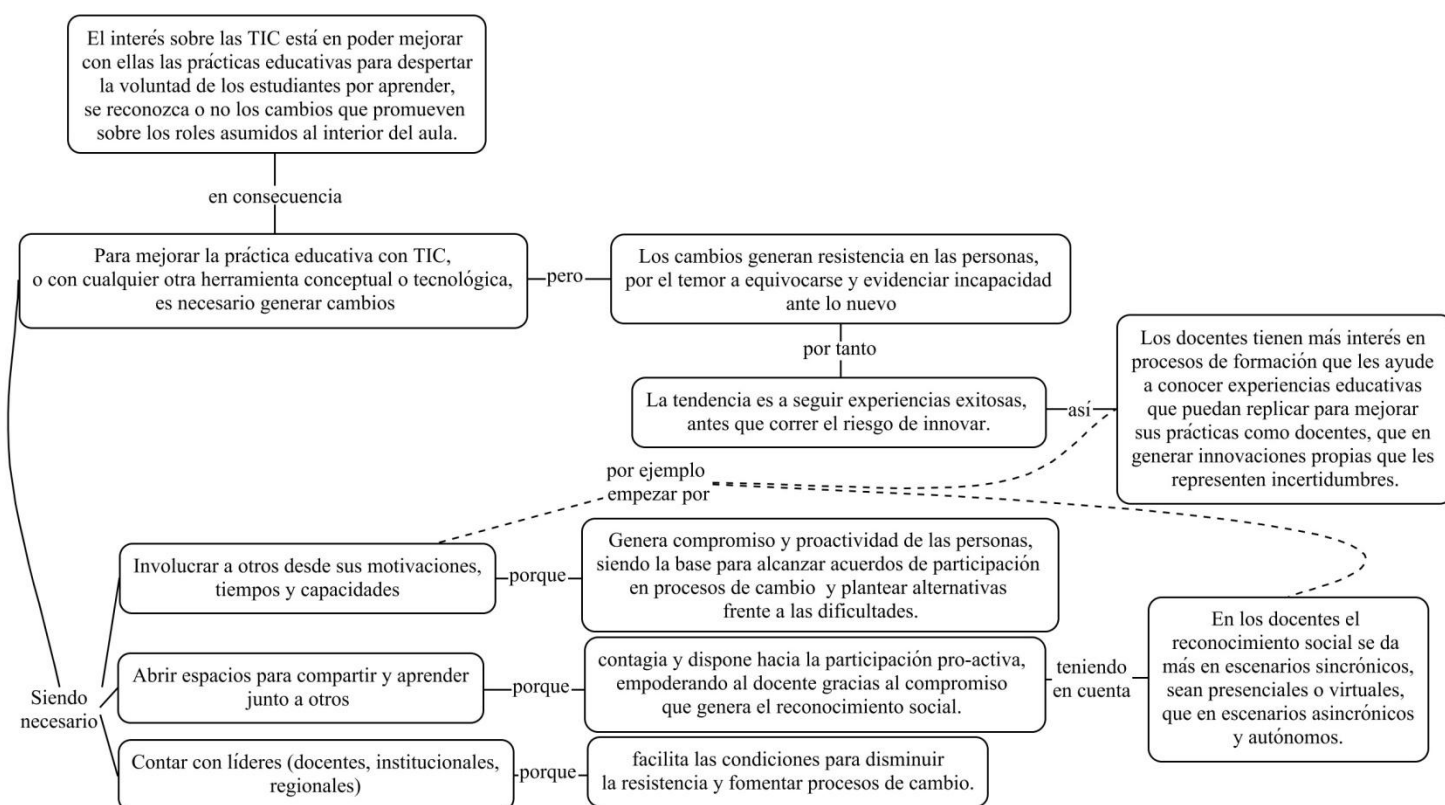 El interés sobre las TIC está en poder mejorar
con ellas las prácticas educativas para despertar
la voluntad de los estudiantes por aprender,
se reconozca o no los cambios que promueven
sobre los roles asumidos al interior del aula.
en consecuencia
Para mejorar la práctica educativa con TIC,
o con cualquier otra herramienta conceptual o tecnológica,
es necesario generar cambios
pero
Los cambios generan resistencia en las personas,
por el temor a equivocarse y evidenciar incapacidad
ante lo nuevo
por tanto
La tendencia es a seguir experiencias exitosas,
antes que correr el riesgo de innovar.
así
Los docentes tienen más interés en
procesos de formación que les ayude
a conocer experiencias educativas
que puedan replicar para mejorar
sus prácticas como docentes, que en
generar innovaciones propias que les
representen incertidumbres.
por ejemplo
empezar por
Siendo
necesario
Involucrar a otros desde sus motivaciones,
tiempos y capacidades
porque
Genera compromiso y proactividad de las personas,
siendo la base para alcanzar acuerdos de participación
en procesos de cambio y plantear alternativas
frente a las dificultades.
Abrir espacios para compartir y aprender
junto a otros
porque
contagia y dispone hacia la participación pro-activa,
empoderando al docente gracias al compromiso
que genera el reconocimiento social.
teniendo
en cuenta
En los docentes el
reconocimiento social se da
más en escenarios sincrónicos,
sean presenciales o virtuales,
que en escenarios asincrónicos
y autónomos.
Contar con líderes (docentes, institucionales,
regionales)
porque
facilita las condiciones para disminuir
la resistencia y fomentar procesos de cambio.